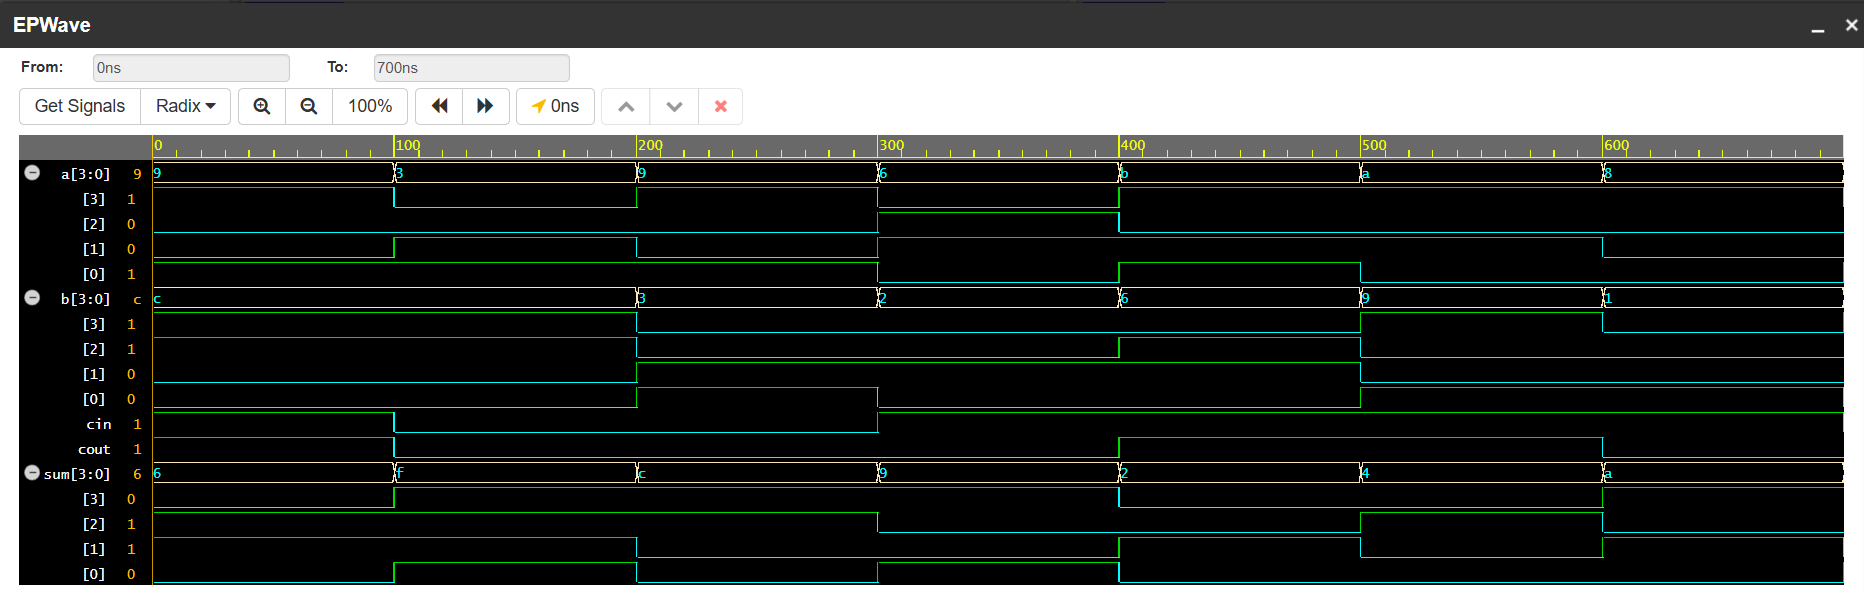 EPWave
From: 0ns To: 700ns
Get Signals Radix 100% 0ns
0 100 200 300 400 500 600
a[3:0] 9 9 3 9 6 b a 8
[3] 1
[2] 0
[1] 0
[0] 1
b[3:0] c c 3 2 6 9 1
[3] 1
[2] 1
[1] 0
[0] 0
cin 1
cout 1
sum[3:0] 6 6 f c 9 2 4 a
[3] 0
[2] 1
[1] 1
[0] 0